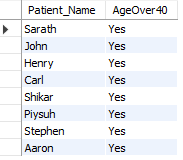 Patient_Name AgeOver40
Sarath Yes
John Yes
Henry Yes
Carl Yes
Shikar Yes
Piysuh Yes
Stephen Yes
Aaron Yes